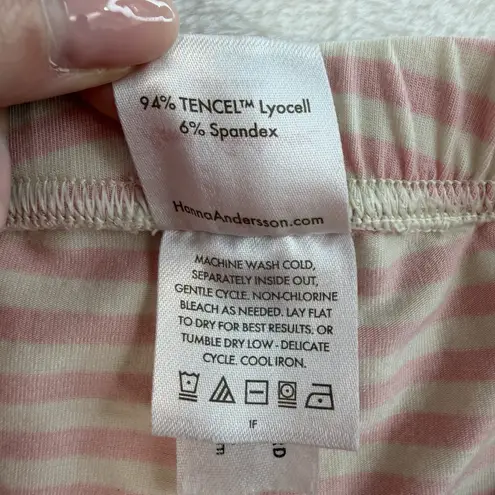 94% TENCEL™ Lyocell
6% Spandex
HannaAndersson.com
MACHINE WASH COLD,
SEPARATELY INSIDE OUT,
GENTLE CYCLE. NON-CHLORINE
BLEACH AS NEEDED. LAY FLAT
TO DRY FOR BEST RESULTS, OR
TUMBLE DRY LOW - DELICATE
CYCLE. COOL IRON.
IF